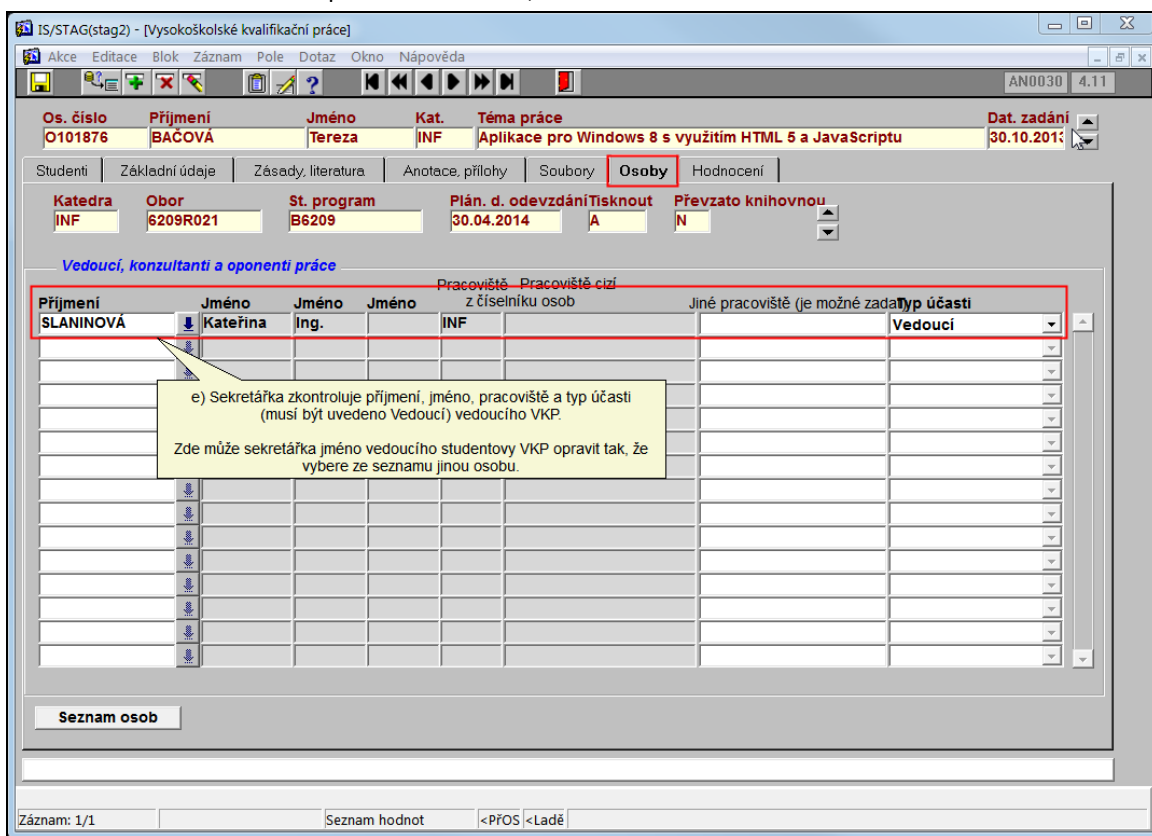 IS/STAG(stag2) - [Vysokoškolské kvalifikační práce]
Akce Editace Blok Záznam Pole Dotaz Okno Nápověda
AN0030 4.11
Os. číslo Příjmení Jméno Kat. Téma práce Dat. zadání
O101876 BAČOVÁ Tereza INF Aplikace pro Windows 8 s využitím HTML 5 a JavaScriptu 30.10.201
Studenti Základní údaje Zásady, literatura Anotace, přílohy Soubory Osoby Hodnocení
Katedra Obor St. program Plán. d. odevzdání Tisknout Převzato knihovnou
INF 6209R021 B6209 30.04.2014 A N
Vedoucí, konzultanti a oponenti práce
Pracoviště Pracoviště cizí
Příjmení Jméno Jméno Jméno z číselníku osob Jiné pracoviště (je možné zadat) Typ účasti
SLANINOVÁ Kateřina Ing. INF Vedoucí
e) Sekretářka zkontroluje příjmení, jméno, pracoviště a typ účasti
(musí být uvedeno Vedoucí) vedoucího VKP.
Zde může sekretářka jméno vedoucího studentovy VKP opravit tak, že
vybere ze seznamu jinou osobu.
Seznam osob
Záznam: 1/1 Seznam hodnot <PřOS <Ladě